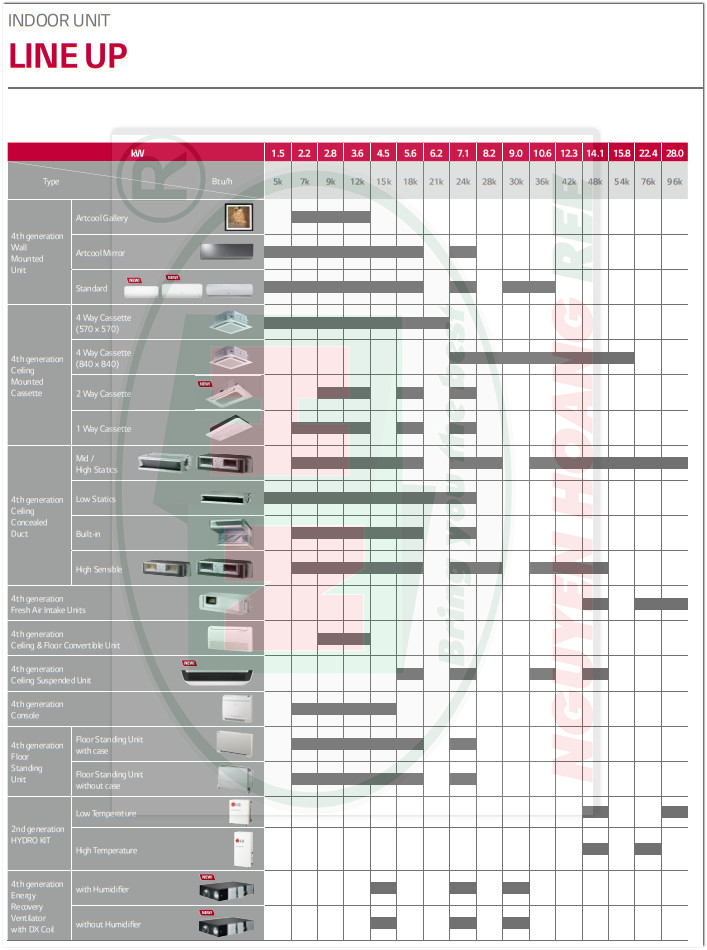 INDOOR UNIT
LINE UP
kW 1.5 2.2 2.8 3.6 4.5 5.6 6.2 7.1 8.2 9.0 10.6 12.3 14.1 15.8 22.4 28.0
Type Btu/h 5k 7k 9k 12k 15k 18k 21k 24k 28k 30k 36k 42k 48k 54k 76k 96k
4th generation
Wall
Mounted
Unit
Artcool Gallery
Artcool Mirror
NEW!
NEW!
Standard
4th generation
Ceiling
Mounted
Cassette
4 Way Cassette
(570 x 570)
4 Way Cassette
(840 x 840)
NEW!
2 Way Cassette
1 Way Cassette
4th generation
Ceiling
Concealed
Duct
Mid /
High Statics
Low Statics
Built-in
High Sensible
4th generation
Fresh Air Intake Units
4th generation
Ceiling & Floor Convertible Unit
4th generation
Ceiling Suspended Unit
NEW!
4th generation
Console
4th generation
Floor
Standing
Unit
Floor Standing Unit
with case
Floor Standing Unit
without case
2nd generation
HYDRO KIT
Low Temperature
LG
High Temperature
LG
4th generation
Energy
Recovery
Ventilator
with DX Coil
NEW!
with Humidifier
NEW!
without Humidifier
®
Bring you the best
NGUYEN HOANG REE